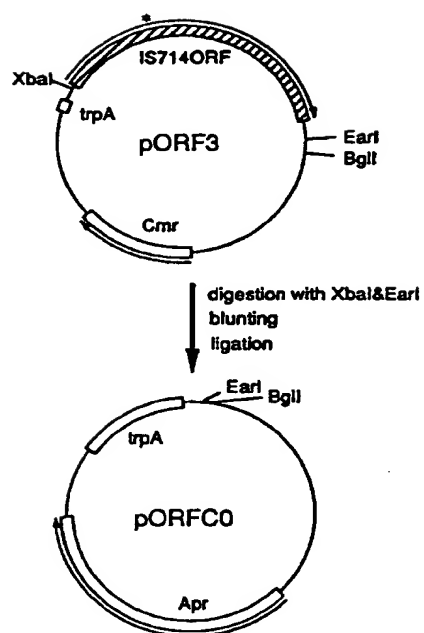 *
IS714ORF
XbaI
trpA
pORF3
EarI
BglI
Cmr
digestion with XbaI&EarI
blunting
ligation
EarI
BglI
trpA
pORFC0
Apr